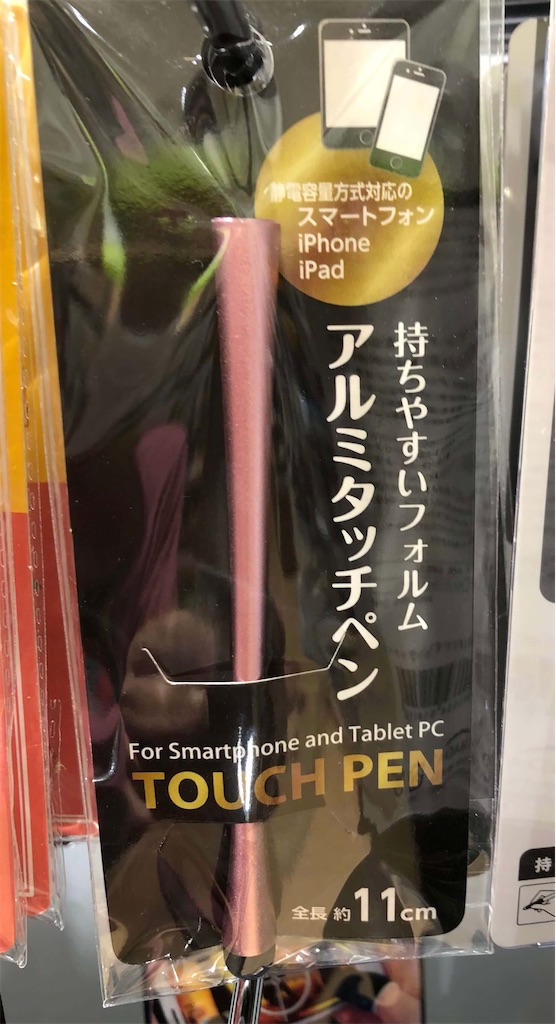 静電容量方式対応の
スマートフォン
iPhone
iPad
持ちやすいフォルム
アルミタッチペン
For Smartphone and Tablet PC
TOUCH PEN
全長 約11cm
持